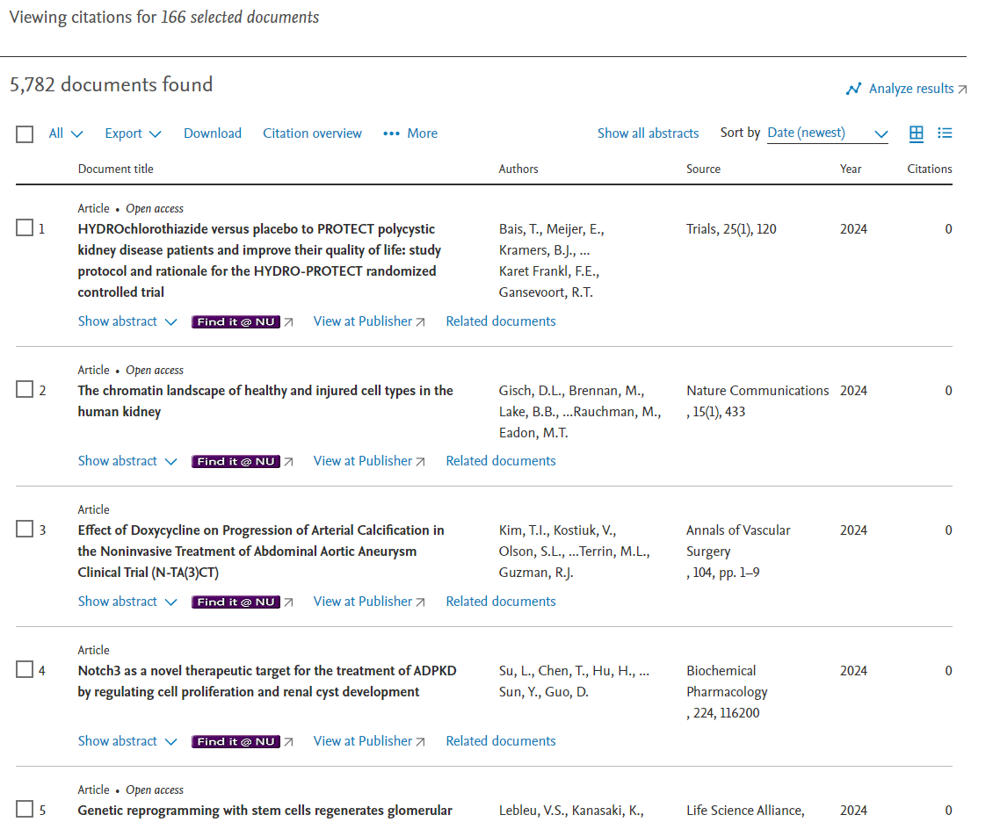 Viewing citations for 166 selected documents
5,782 documents found
Analyze results
All Export Download Citation overview ••• More Show all abstracts Sort by Date (newest)
Document title Authors Source Year Citations
Article • Open access
1 HYDROchlorothiazide versus placebo to PROTECT polycystic Bais, T., Meijer, E., Trials, 25(1), 120 2024 0
kidney disease patients and improve their quality of life: study Kramers, B.J., ...
protocol and rationale for the HYDRO-PROTECT randomized Karet Frankl, F.E.,
controlled trial Gansevoort, R.T.
Show abstract Find it @ NU View at Publisher Related documents
Article • Open access
2 The chromatin landscape of healthy and injured cell types in the Gisch, D.L., Brennan, M., Nature Communications 2024 0
human kidney Lake, B.B., ...Rauchman, M., , 15(1), 433
Eadon, M.T.
Show abstract Find it @ NU View at Publisher Related documents
Article
3 Effect of Doxycycline on Progression of Arterial Calcification in Kim, T.I., Kostiuk, V., Annals of Vascular 2024 0
the Noninvasive Treatment of Abdominal Aortic Aneurysm Olson, S.L., ...Terrin, M.L., Surgery
Clinical Trial (N-TA(3)CT) Guzman, R.J. , 104, pp. 1–9
Show abstract Find it @ NU View at Publisher Related documents
Article
4 Notch3 as a novel therapeutic target for the treatment of ADPKD Su, L., Chen, T., Hu, H., ... Biochemical 2024 0
by regulating cell proliferation and renal cyst development Sun, Y., Guo, D. Pharmacology
, 224, 116200
Show abstract Find it @ NU View at Publisher Related documents
Article • Open access
5 Genetic reprogramming with stem cells regenerates glomerular Lebleu, V.S., Kanasaki, K., Life Science Alliance, 2024 0